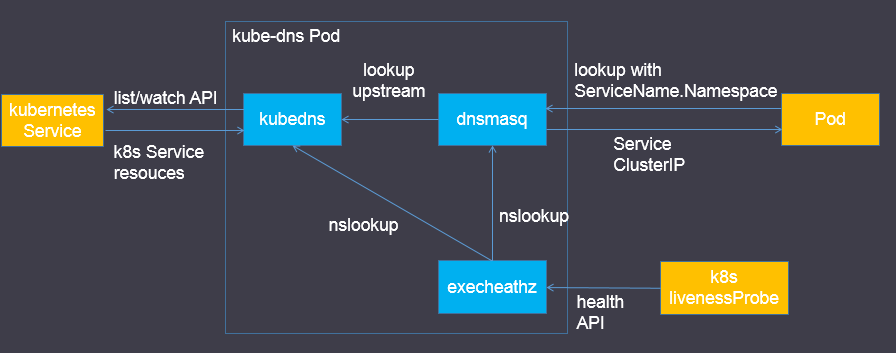 kube-dns Pod
lookup
upstream
lookup with
ServiceName.Namespace
list/watch API
kubernetes
Service
kubedns
dnsmasq
Pod
k8s Service
resouces
Service
ClusterIP
nslookup
nslookup
execheathz
k8s
livenessProbe
health
API